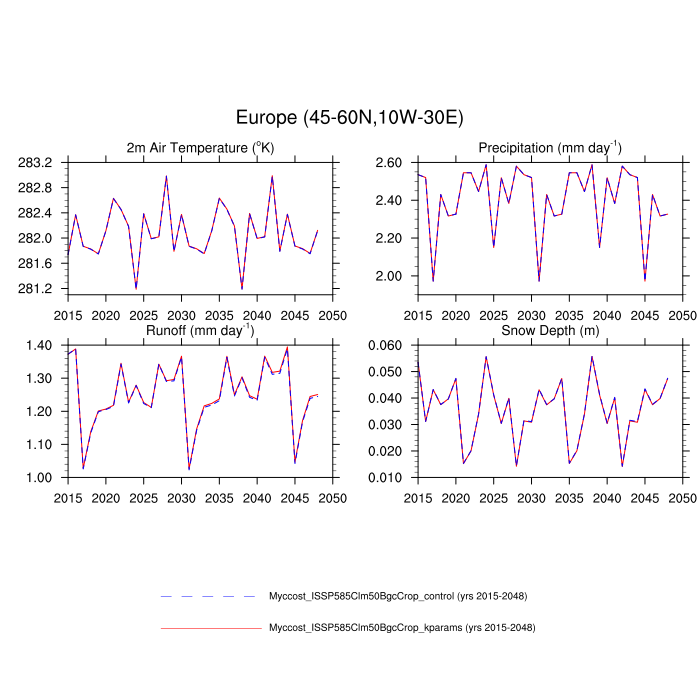 Europe (45-60N,10W-30E)
2m Air Temperature (°K)
283.2
282.8
282.4
282.0
281.6
281.2
2015 2020 2025 2030 2035 2040 2045 2050
Precipitation (mm day-1)
2.60
2.40
2.20
2.00
2015 2020 2025 2030 2035 2040 2045 2050
Runoff (mm day-1)
1.40
1.30
1.20
1.10
1.00
2015 2020 2025 2030 2035 2040 2045 2050
Snow Depth (m)
0.060
0.050
0.040
0.030
0.020
0.010
2015 2020 2025 2030 2035 2040 2045 2050
Myccost_ISSP585Clm50BgcCrop_control (yrs 2015-2048)
Myccost_ISSP585Clm50BgcCrop_kparams (yrs 2015-2048)